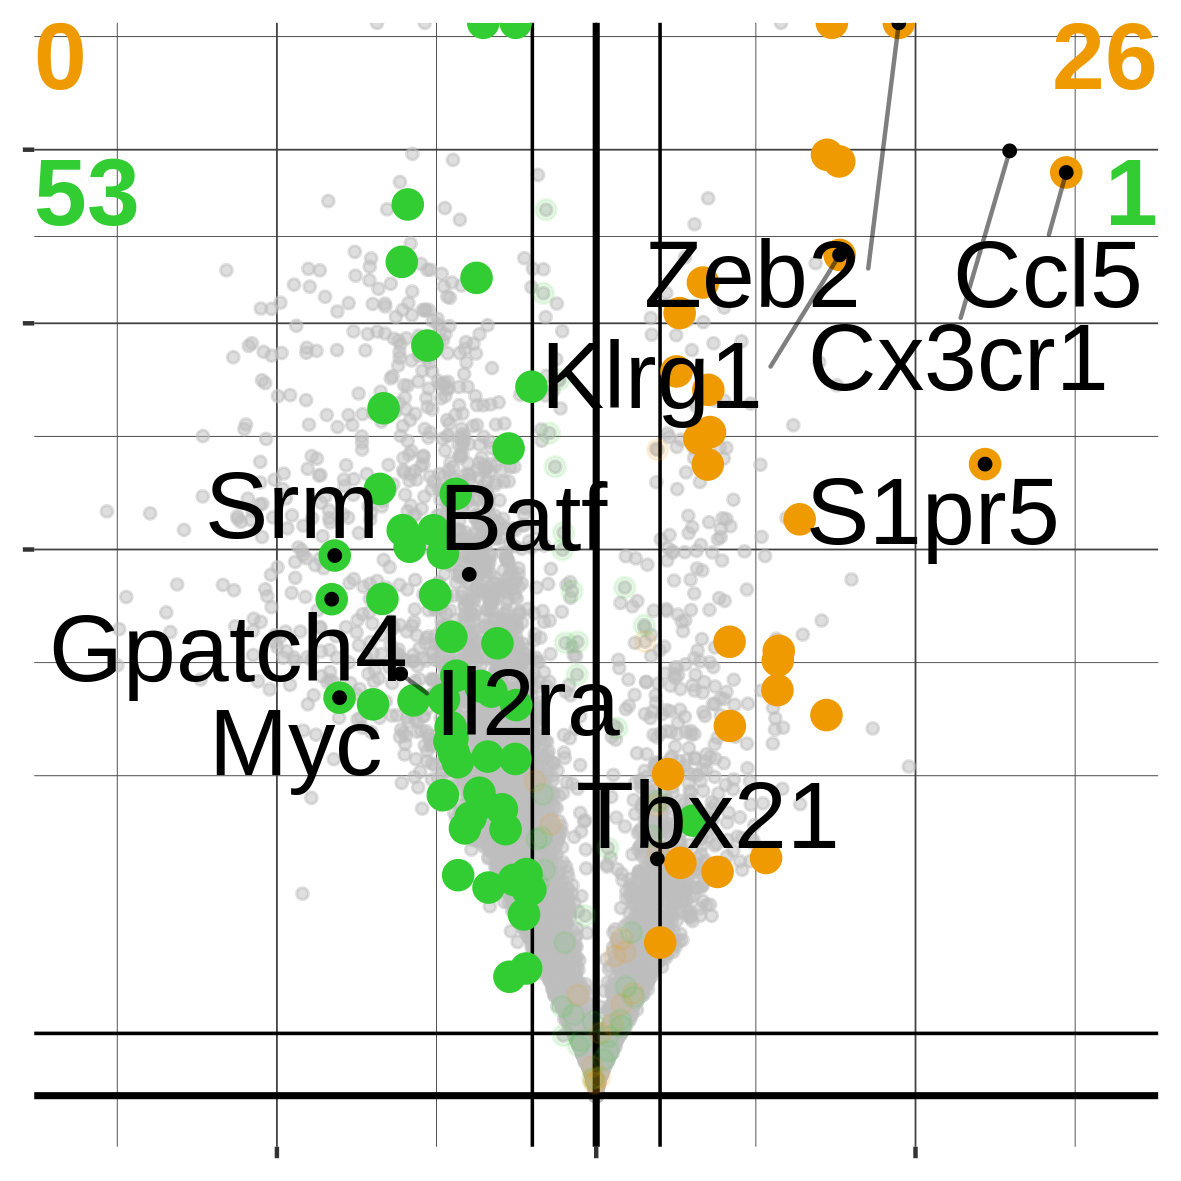 0 26
53 1
Zeb2 Ccl5
Klrg1 Cx3cr1
Srm Batf S1pr5
Gpatch4 Il2ra
Myc
Tbx21